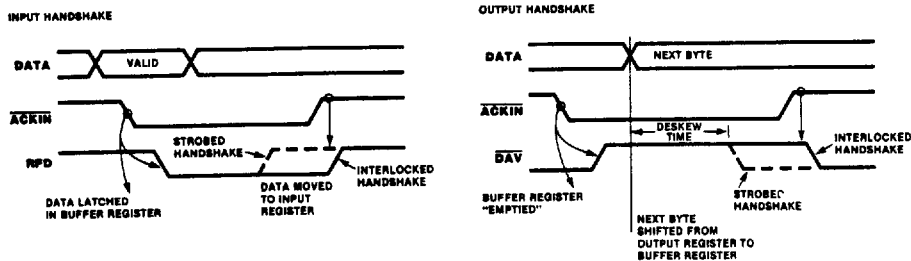 INPUT HANDSHAKE
DATA
VALID
ACKIN
STROBED
HANDSHAKE
RFD
INTERLOCKED
HANDSHAKE
DATA LATCHED
IN BUFFER REGISTER
DATA MOVED
TO INPUT
REGISTER
OUTPUT HANDSHAKE
DATA
NEXT BYTE
ACKIN
DESKEW
TIME
INTERLOCKED
HANDSHAKE
DAV
BUFFER REGISTER
"EMPTIED"
STROBED
HANDSHAKE
NEXT BYTE
SHIFTED FROM
OUTPUT REGISTER TO
BUFFER REGISTER